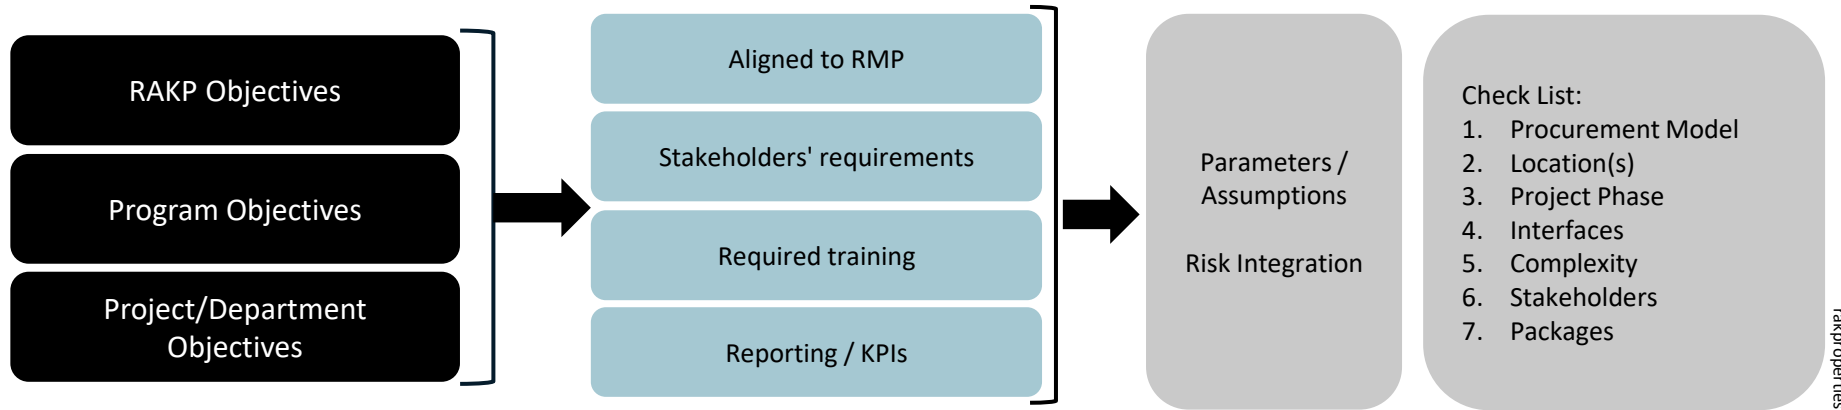 RAKP Objectives
Program Objectives
Project/Department
Objectives
Aligned to RMP
Stakeholders' requirements
Required training
Reporting / KPIs
Parameters /
Assumptions
Risk Integration
Check List:
1. Procurement Model
2. Location(s)
3. Project Phase
4. Interfaces
5. Complexity
6. Stakeholders
7. Packages
rakproperties